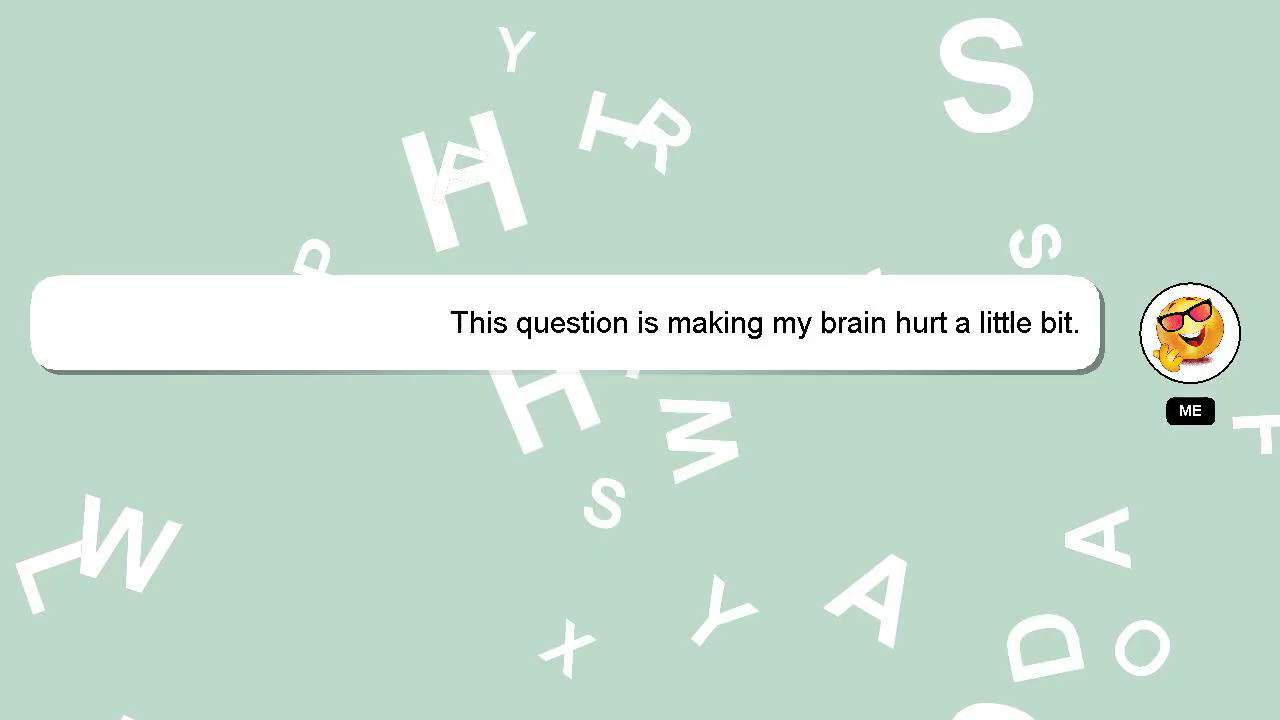 Y
S
T
R
H
A
S
P
This question is making my brain hurt a little bit.
ME
H
W
T
S
W
L
A
A
Y
X
D
O